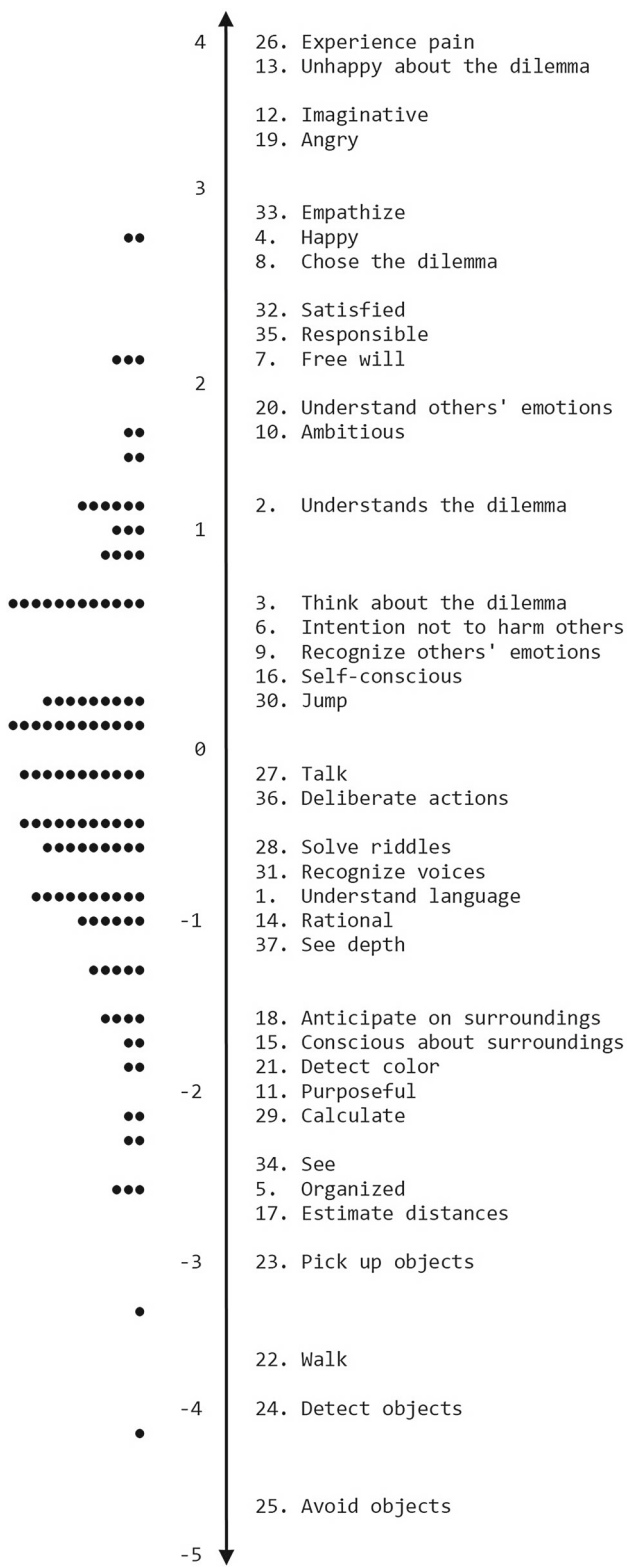 4 26. Experience pain
13. Unhappy about the dilemma
12. Imaginative
19. Angry
3
33. Empathize
4. Happy
8. Chose the dilemma
32. Satisfied
35. Responsible
7. Free will
2
20. Understand others' emotions
10. Ambitious
2. Understands the dilemma
1
3. Think about the dilemma
6. Intention not to harm others
9. Recognize others' emotions
16. Self-conscious
30. Jump
0
27. Talk
36. Deliberate actions
28. Solve riddles
31. Recognize voices
1. Understand language
-1 14. Rational
37. See depth
18. Anticipate on surroundings
15. Conscious about surroundings
21. Detect color
-2 11. Purposeful
29. Calculate
34. See
5. Organized
17. Estimate distances
-3 23. Pick up objects
22. Walk
-4 24. Detect objects
25. Avoid objects
-5